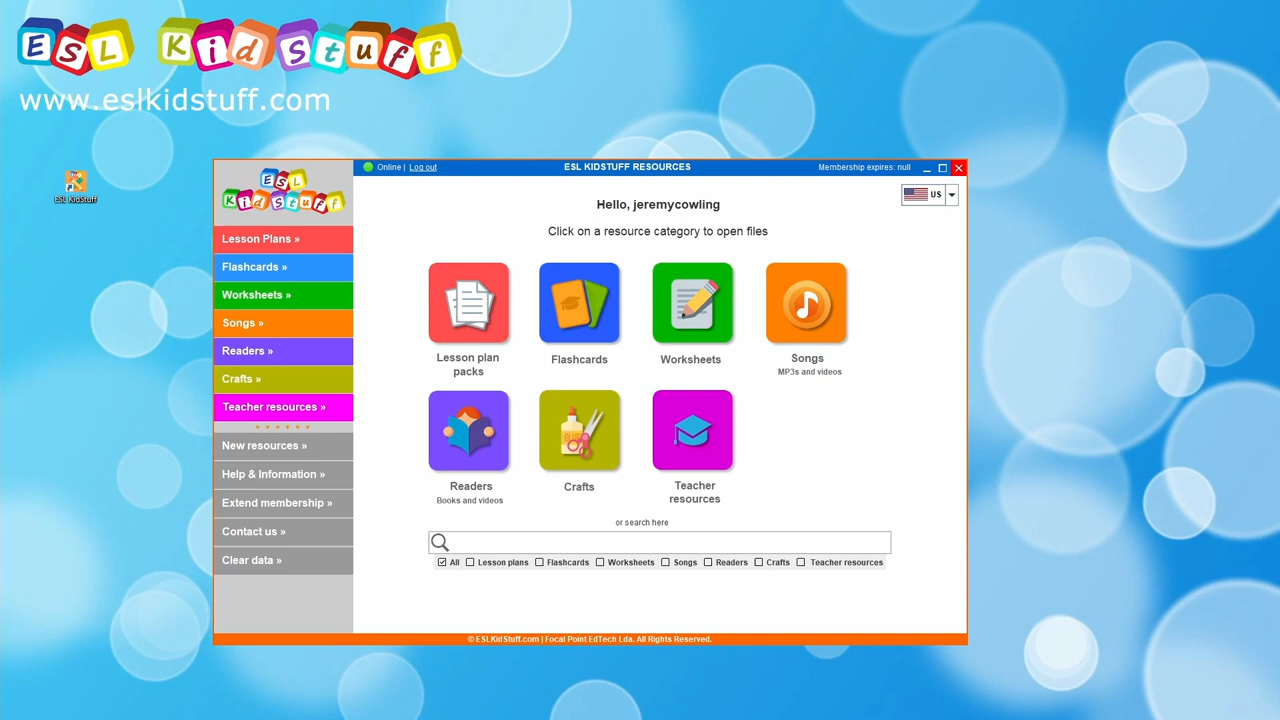 ESL KidStuff
www.eslkidstuff.com
ESL KidStuff
ESL
KidStuff
Online | Log out
ESL KIDSTUFF RESOURCES
Membership expires: null
US
Hello, jeremycowling
Click on a resource category to open files
Lesson Plans »
Flashcards »
Worksheets »
Songs »
Readers »
Crafts »
Teacher resources »
New resources »
Help & Information »
Extend membership »
Contact us »
Clear data »
Lesson plan
packs
Flashcards
Worksheets
Songs
MP3s and videos
Readers
Books and videos
GLUE
Crafts
Teacher
resources
or search here
All Lesson plans Flashcards Worksheets Songs Readers Crafts Teacher resources
© ESLKidStuff.com | Focal Point EdTech Lda. All Rights Reserved.